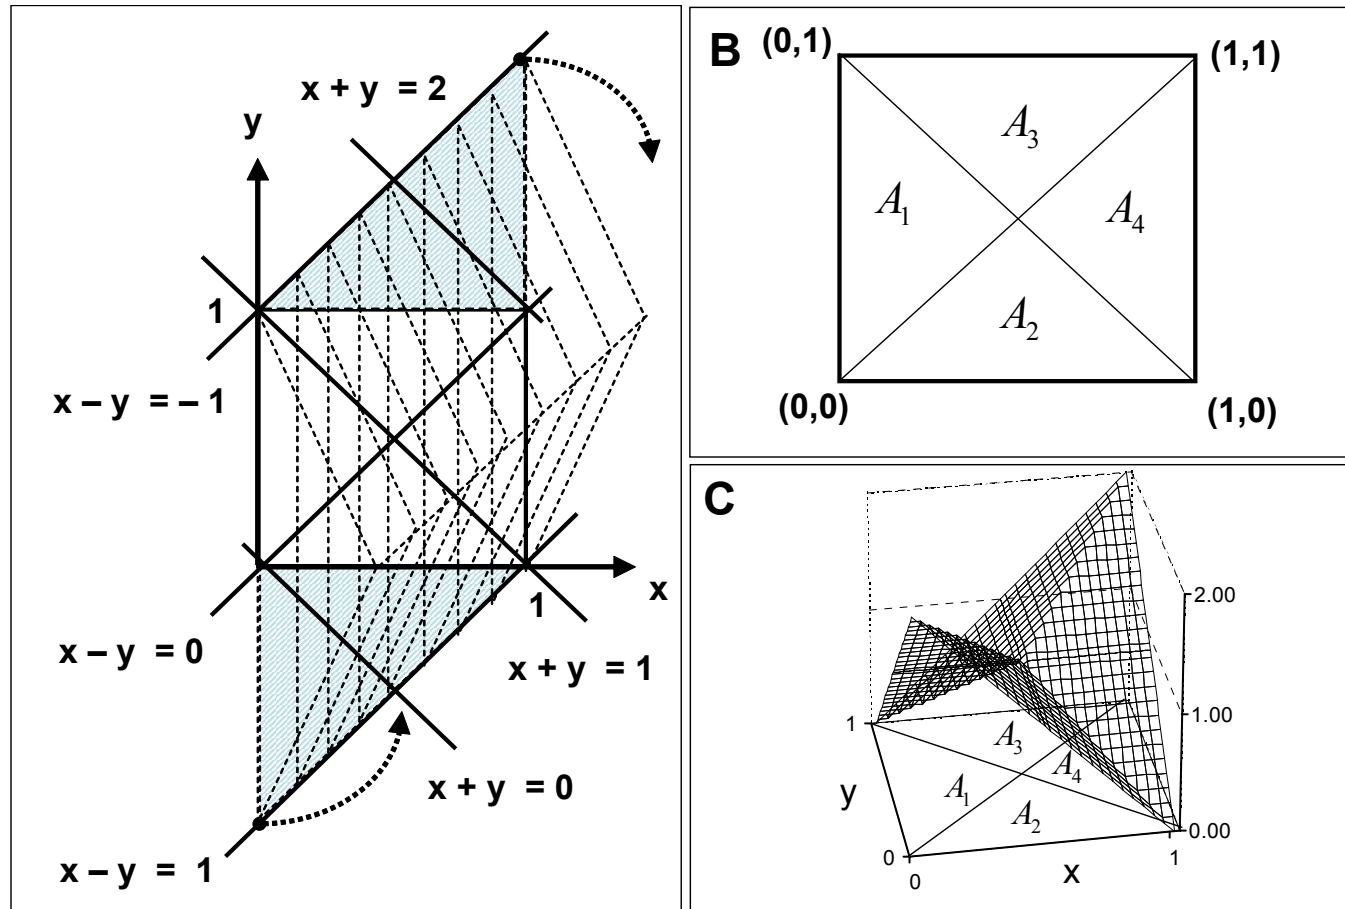 x + y = 2
y
1
x – y = – 1
x
1
x – y = 0
x + y = 1
x + y = 0
x – y = 1
B
(0,1)
(1,1)
A3
A1
A4
A2
(0,0)
(1,0)
C
2.00
1
A3
1.00
A4
y
A1
A2
0.00
0
x
1
0